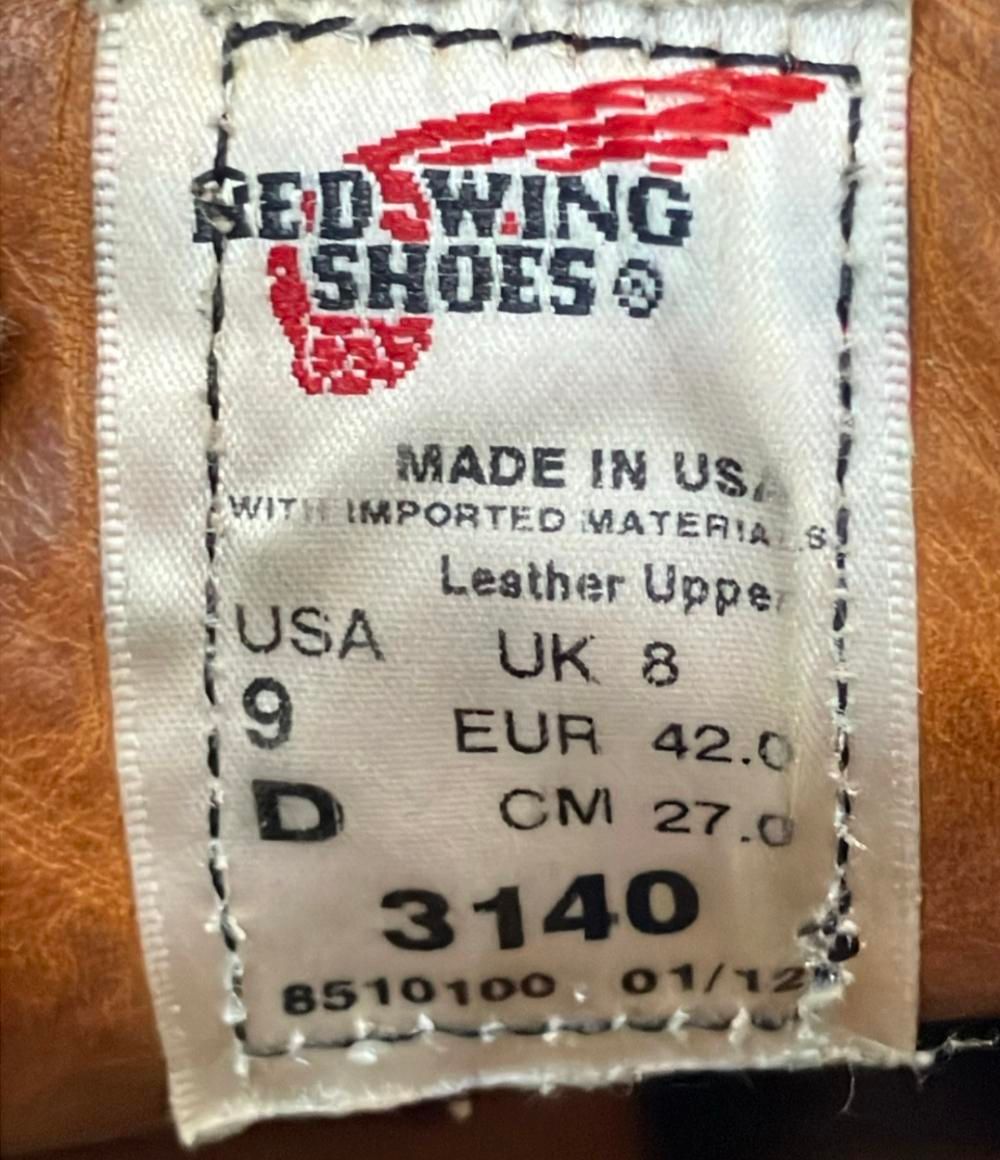 RED WING
SHOES ®
MADE IN USA
WITH IMPORTED MATERIALS
Leather Upper
USA
9
D
UK 8
EUR 42.0
CM 27.0
3140
8510100 01/12